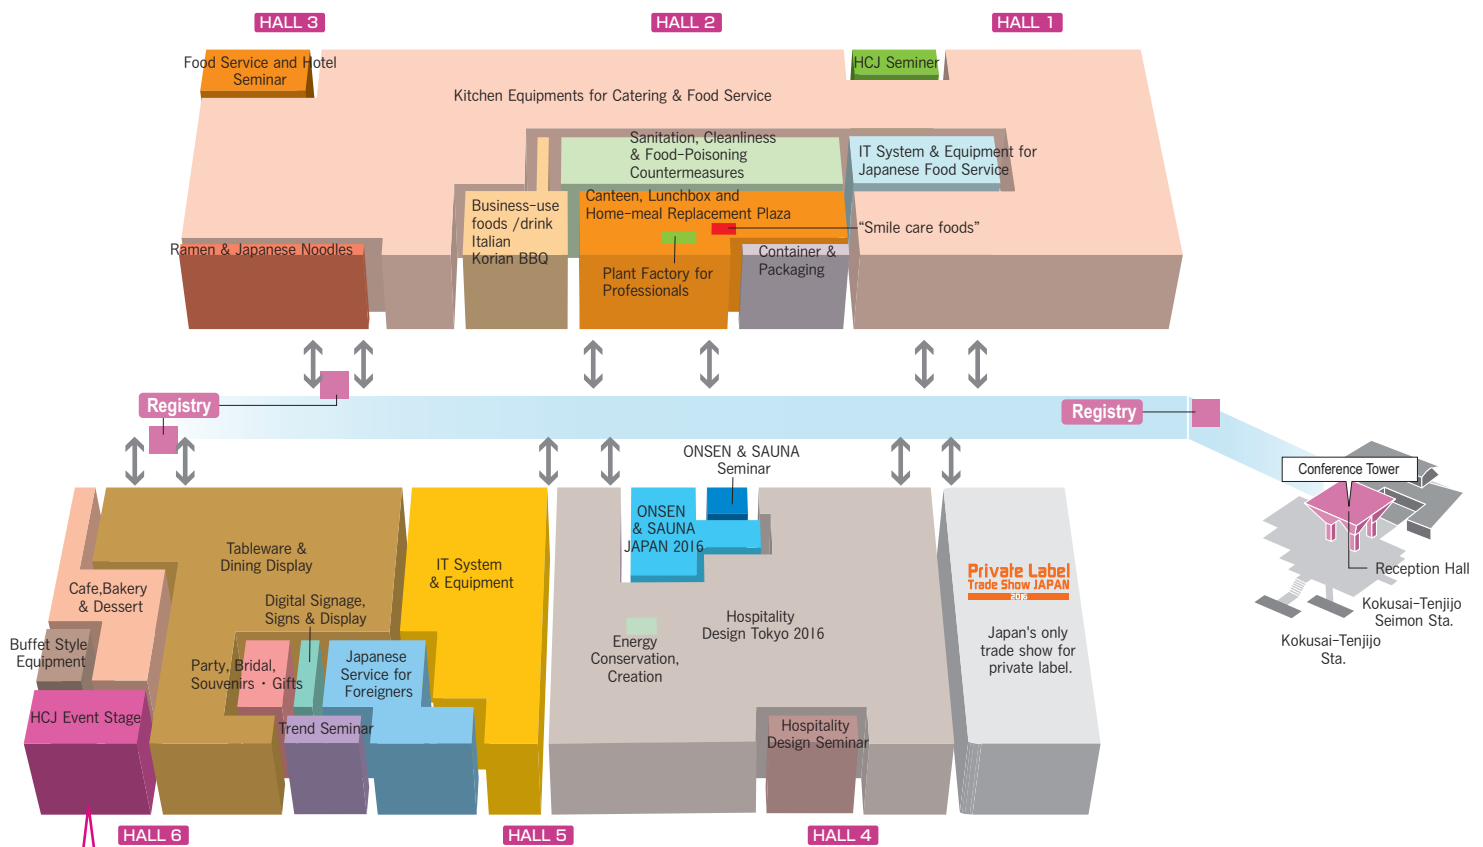 HALL 3
HALL 2
HALL 1
Food Service and Hotel
Seminar
HCJ Seminer
Kitchen Equipments for Catering & Food Service
Sanitation, Cleanliness
& Food-Poisoning
Countermeasures
IT System & Equipment for
Japanese Food Service
Business-use
foods /drink
Italian
Korian BBQ
Canteen, Lunchbox and
Home-meal Replacement Plaza
“Smile care foods”
Ramen & Japanese Noodles
Container &
Packaging
Plant Factory for
Professionals
Registry
Registry
ONSEN & SAUNA
Seminar
Conference Tower
ONSEN
& SAUNA
JAPAN 2016
Tableware &
Dining Display
IT System
& Equipment
Private Label
Trade Show JAPAN
2016
Reception Hall
Cafe,Bakery
& Dessert
Digital Signage,
Signs & Display
Hospitality
Design Tokyo 2016
Kokusai-Tenjijo
Seimon Sta.
Kokusai-Tenjijo
Sta.
Buffet Style
Equipment
Party, Bridal,
Souvenirs・Gifts
Japanese
Service for
Foreigners
Energy
Conservation,
Creation
Japan's only
trade show for
private label.
HCJ Event Stage
Trend Seminar
Hospitality
Design Seminar
HALL 6
HALL 5
HALL 4